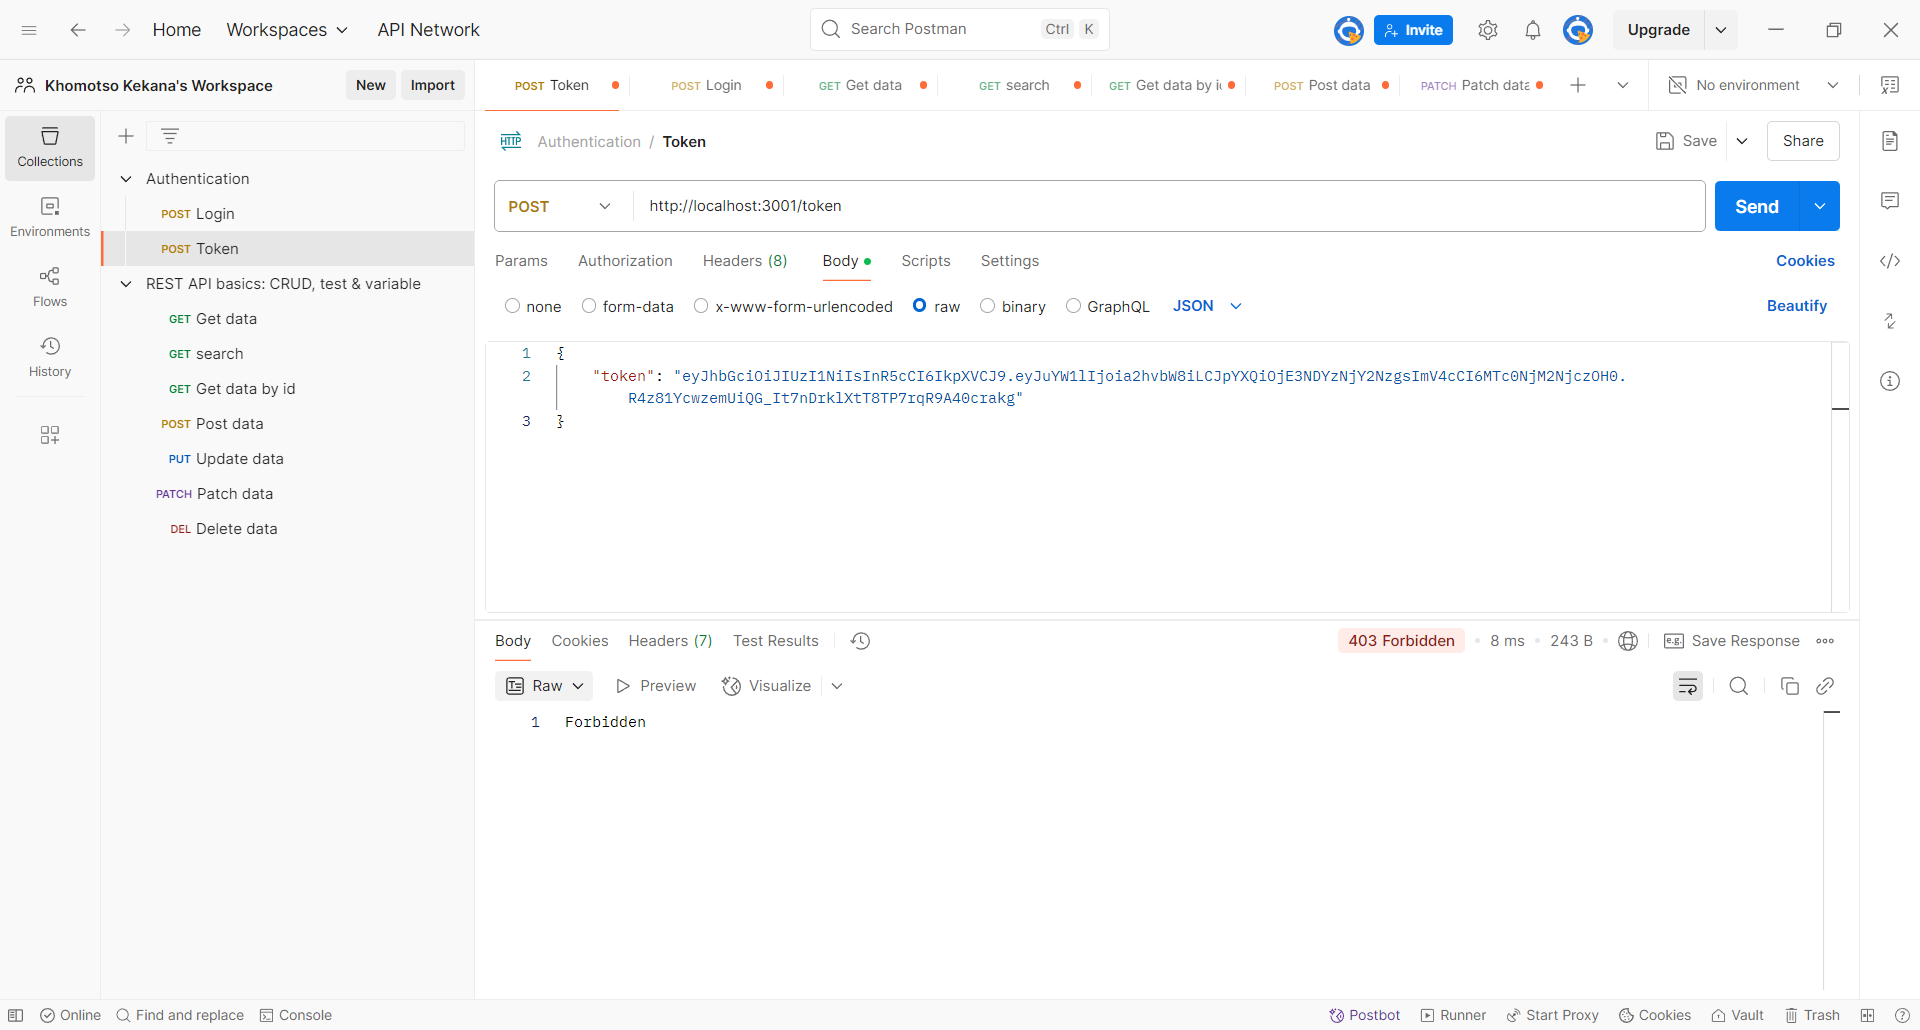 Home
Workspaces
API Network
Search Postman
Ctrl K
Invite
Upgrade
Khomotso Kekana's Workspace
New
Import
POST Token
POST Login
GET Get data
GET search
GET Get data by i
POST Post data
PATCH Patch data
No environment
Collections
Environments
Flows
History
Authentication
POST Login
POST Token
REST API basics: CRUD, test & variable
GET Get data
GET search
GET Get data by id
POST Post data
PUT Update data
PATCH Patch data
DEL Delete data
HTTP Authentication / Token
Save
Share
POST
http://localhost:3001/token
Send
Params
Authorization
Headers (8)
Body
Scripts
Settings
Cookies
none
form-data
x-www-form-urlencoded
raw
binary
GraphQL
JSON
Beautify
1 {
2 "token": "eyJhbGciOiJIUzI1NiIsInR5cCI6IkpXVCJ9.eyJuYW1lIjoia2hvbW8iLCJpYXQiOjE3NDYzNjY2NzgsImV4cCI6MTc0NjM2NjczOH0.
R4z81YcwzemUiQG_It7nDrklXtT8TP7rqR9A40crakg"
3 }
Body
Cookies
Headers (7)
Test Results
403 Forbidden
8 ms
243 B
e.g. Save Response
Raw
Preview
Visualize
1 Forbidden
Online
Find and replace
Console
Postbot
Runner
Start Proxy
Cookies
Vault
Trash